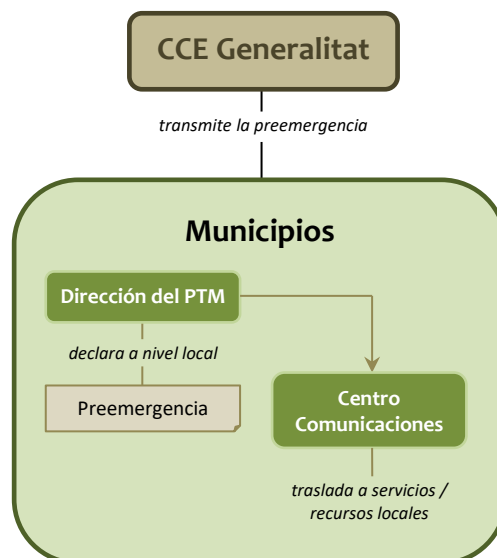 CCE Generalitat
transmite la preemergencia
Municipios
Dirección del PTM
declara a nivel local
Preemergencia
Centro
Comunicaciones
traslada a servicios /
recursos locales